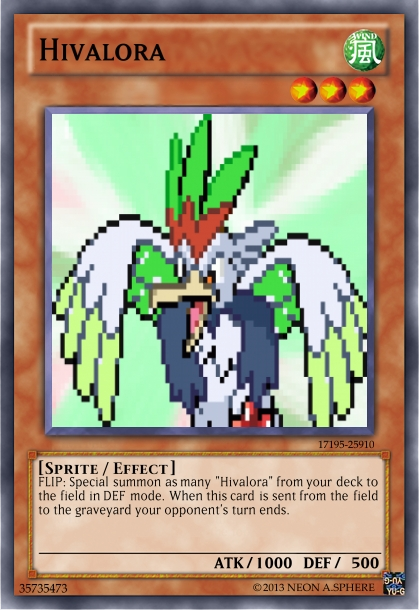 HIVALORA
WIND
風
17195-25910
[SPRITE / EFFECT]
FLIP: Special summon as many "Hivalora" from your deck to
the field in DEF mode. When this card is sent from the field
to the graveyard your opponent's turn ends.
ATK / 1000 DEF / 500
35735473
©2013 NEON A.SPHERE